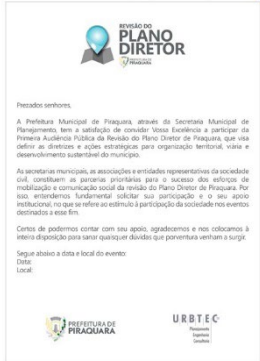 REVISÃO DO
PLANO
DIRETOR
PREFEITURA DE
PIRAQUARA
Prezados senhores,
A Prefeitura Municipal de Piraquara, através da Secretaria Municipal de
Planejamento, tem a satisfação de convidar Vossa Excelência a participar da
Primeira Audiência Pública da Revisão do Plano Diretor de Piraquara, que visa
definir as diretrizes e ações estratégicas para organização territorial, viária e
desenvolvimento sustentável do município.
As secretarias municipais, as associações e entidades representativas da sociedade
civil, constituem as parcerias prioritárias para o sucesso dos esforços de
mobilização e comunicação social da revisão do Plano Diretor de Piraquara. Por
isso, entendemos fundamental solicitar sua participação e o seu apoio
institucional, no que se refere ao estímulo à participação da sociedade nos eventos
destinados a esse fim.
Certos de podermos contar com seu apoio, agradecemos e nos colocamos à
inteira disposição para sanar quaisquer dúvidas que porventura venham a surgir.
Segue abaixo a data e local do evento:
Data:
Local:
PREFEITURA DE
PIRAQUARA
URBTEC
Planejamento
Engenharia
Consultoria